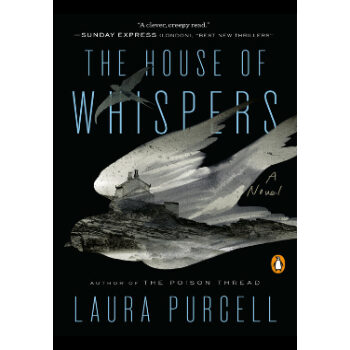 "A clever, creepy read."
—SUNDAY EXPRESS (LONDON), "BEST NEW THRILLERS"
THE HOUSE OF
WHISPERS
A
Novel
AUTHOR OF THE POISON THREAD
LAURA PURCELL